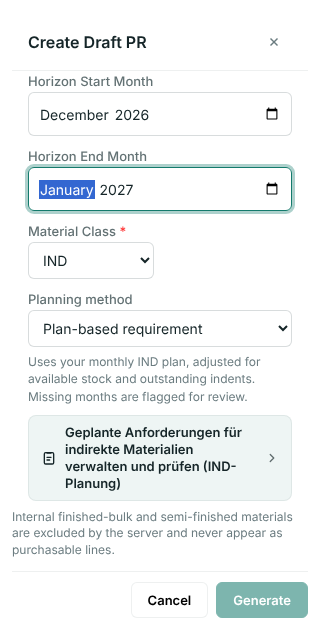 Create Draft PR
×
Horizon Start Month
December 2026
Horizon End Month
January 2027
Material Class *
IND
Planning method
Plan-based requirement
Uses your monthly IND plan, adjusted for
available stock and outstanding indents.
Missing months are flagged for review.
Geplante Anforderungen für
indirekte Materialien
verwalten und prüfen (IND-
Planung)
Internal finished-bulk and semi-finished materials
are excluded by the server and never appear as
purchasable lines.
Cancel
Generate